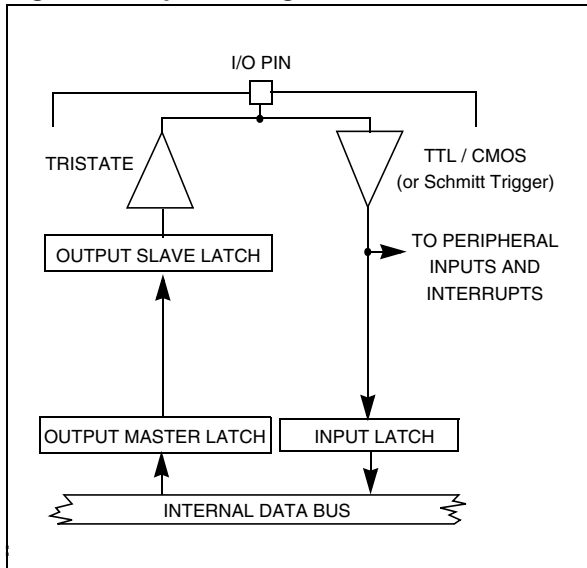 I/O PIN
TRISTATE
TTL / CMOS
(or Schmitt Trigger)
OUTPUT SLAVE LATCH
TO PERIPHERAL
INPUTS AND
INTERRUPTS
OUTPUT MASTER LATCH
INPUT LATCH
INTERNAL DATA BUS